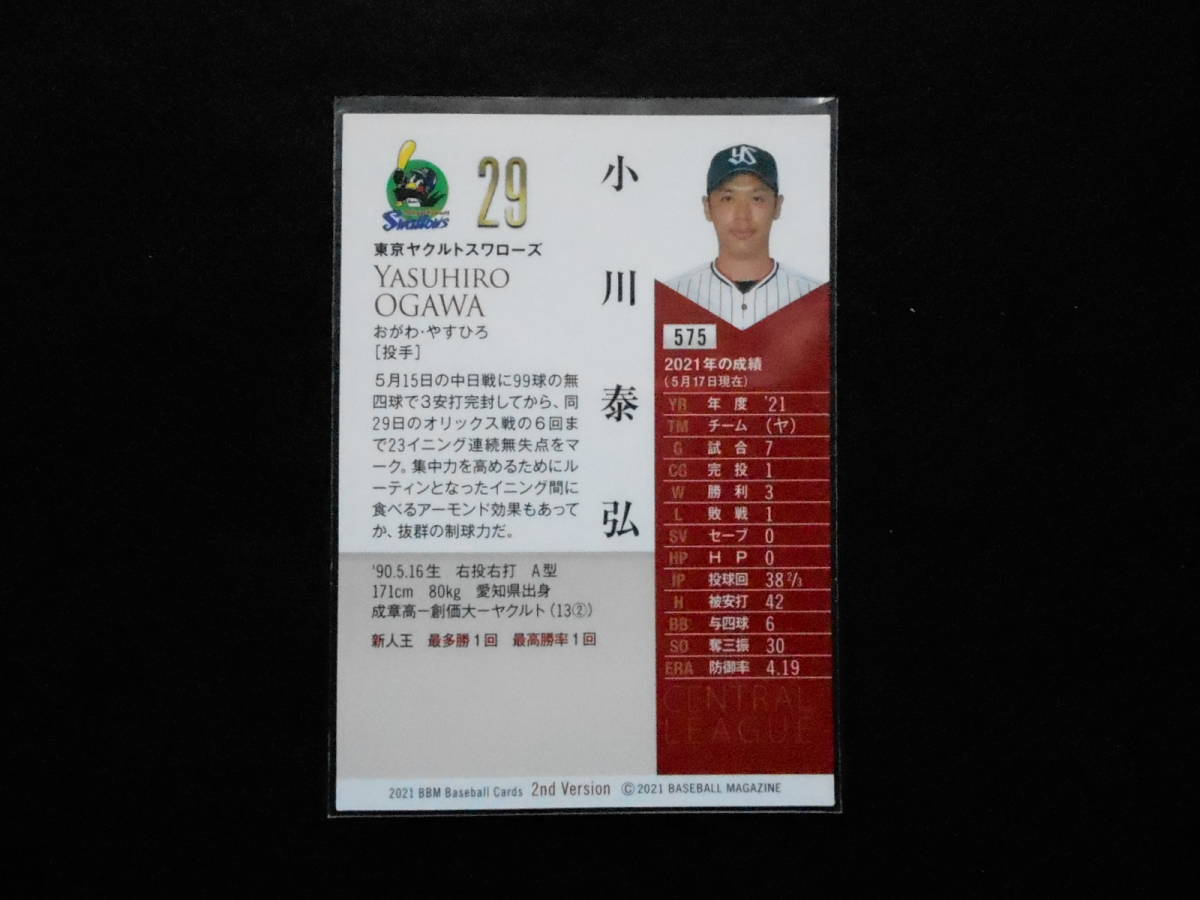 Swallows
29
東京ヤクルトスワローズ
YASUHIRO
OGAWA
おがわ・やすひろ
[投手]
小川泰弘
5月15日の中日戦に99球の無
四球で3安打完封してから、同
29日のオリックス戦の6回ま
で23イニング連続無失点をマ
ーク。集中力を高めるためにル
ーティンとなったイニング間に
食べるアーモンド効果もあって
か、抜群の制球力だ。
'90.5.16生 右投右打 A型
171cm 80kg 愛知県出身
成章高ー創価大ーヤクルト(13②)
新人王 最多勝1回 最高勝率1回
YS
575
2021年の成績
(5月17日現在)
YR 年度 '21
TM チーム (ヤ)
G 試合 7
CG 完投 1
W 勝利 3
L 敗戦 1
SV セーブ 0
HP HP 0
IP 投球回 38 2/3
H 被安打 42
BB 与四球 6
SO 奪三振 30
ERA 防御率 4.19
CENTRAL
LEAGUE
2021 BBM Baseball Cards 2nd Version ©2021 BASEBALL MAGAZINE